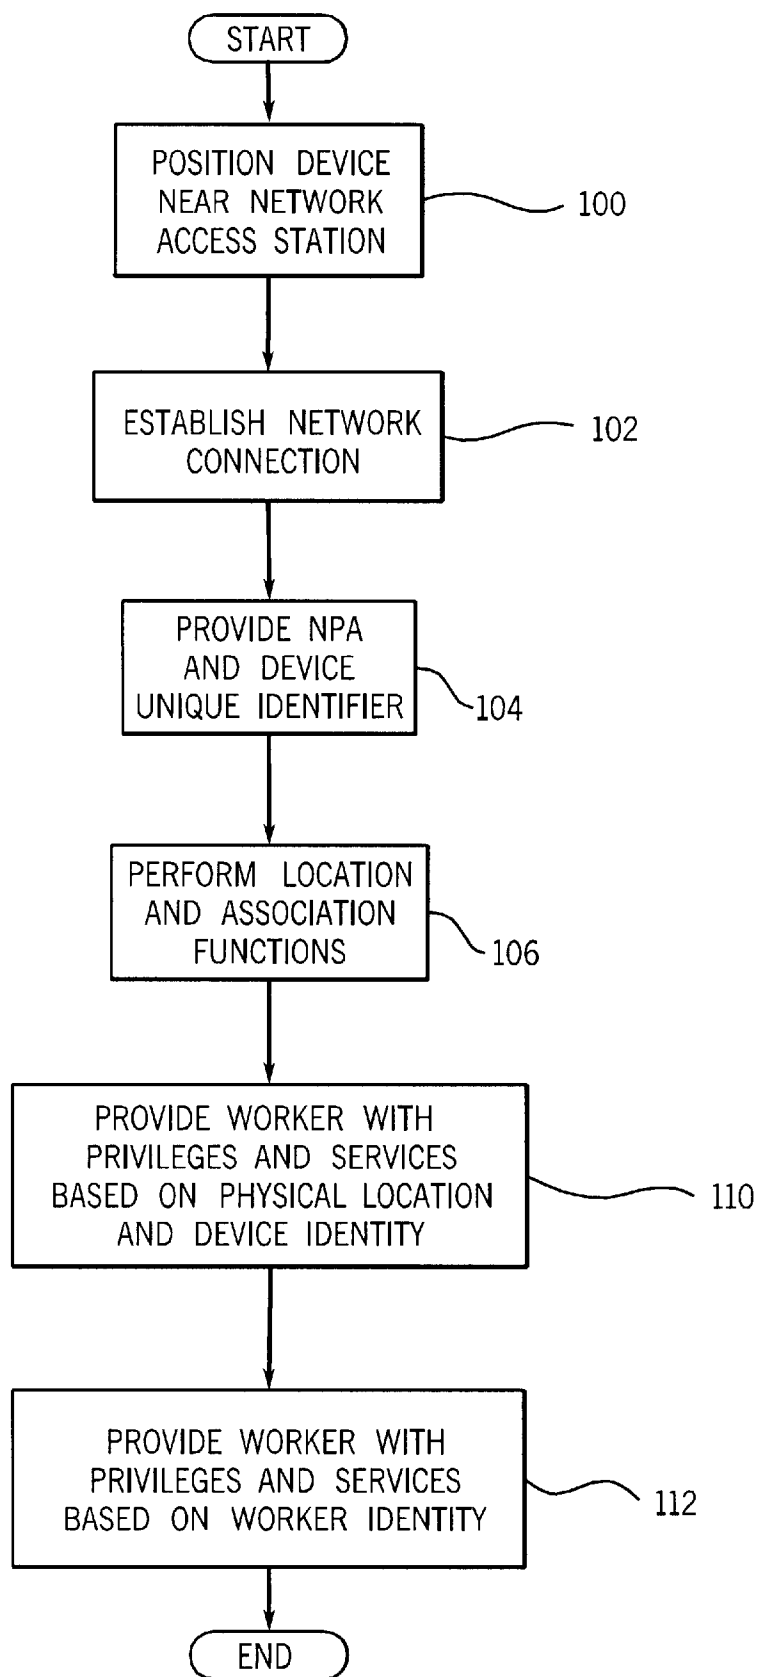 START
POSITION DEVICE
NEAR NETWORK
ACCESS STATION
100
ESTABLISH NETWORK
CONNECTION
102
PROVIDE NPA
AND DEVICE
UNIQUE IDENTIFIER
104
PERFORM LOCATION
AND ASSOCIATION
FUNCTIONS
106
PROVIDE WORKER WITH
PRIVILEGES AND SERVICES
BASED ON PHYSICAL LOCATION
AND DEVICE IDENTITY
110
PROVIDE WORKER WITH
PRIVILEGES AND SERVICES
BASED ON WORKER IDENTITY
112
END